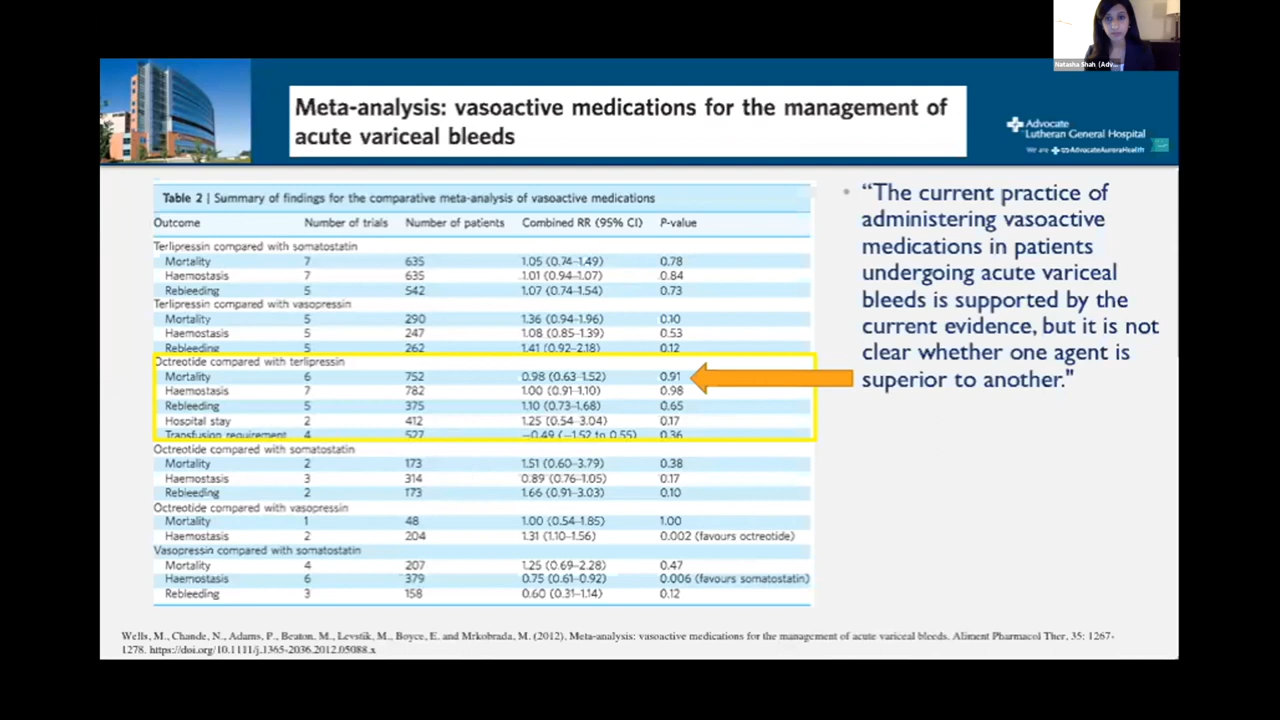 Natasha Shah (Adv...
Meta-analysis: vasoactive medications for the management of
acute variceal bleeds
Advocate
Lutheran General Hospital
We are AdvocateAuroraHealth
Table 2 | Summary of findings for the comparative meta-analysis of vasoactive medications
Outcome Number of trials Number of patients Combined RR (95% CI) P-value
Terlipressin compared with somatostatin
Mortality 7 635 1.05 (0.74–1.49) 0.78
Haemostasis 7 635 1.01 (0.94–1.07) 0.84
Rebleeding 5 542 1.07 (0.74–1.54) 0.73
Terlipressin compared with vasopressin
Mortality 5 290 1.36 (0.94–1.96) 0.10
Haemostasis 5 247 1.08 (0.85–1.39) 0.53
Rebleeding 5 262 1.41 (0.92–2.18) 0.12
Octreotide compared with terlipressin
Mortality 6 752 0.98 (0.63–1.52) 0.91
Haemostasis 7 782 1.00 (0.91–1.10) 0.98
Rebleeding 5 375 1.10 (0.73–1.68) 0.65
Hospital stay 2 412 1.25 (0.54–3.04) 0.17
Transfusion requirement 4 527 −0.49 (−1.52 to 0.55) 0.36
Octreotide compared with somatostatin
Mortality 2 173 1.51 (0.60–3.79) 0.38
Haemostasis 3 314 0.89 (0.76–1.05) 0.17
Rebleeding 2 173 1.66 (0.91–3.03) 0.10
Octreotide compared with vasopressin
Mortality 1 48 1.00 (0.54–1.85) 1.00
Haemostasis 2 204 1.31 (1.10–1.56) 0.002 (favours octreotide)
Vasopressin compared with somatostatin
Mortality 4 207 1.25 (0.69–2.28) 0.47
Haemostasis 6 379 0.75 (0.61–0.92) 0.006 (favours somatostatin)
Rebleeding 3 158 0.60 (0.31–1.14) 0.12
• “The current practice of
administering vasoactive
medications in patients
undergoing acute variceal
bleeds is supported by the
current evidence, but it is not
clear whether one agent is
superior to another."
Wells, M., Chande, N., Adams, P., Beaton, M., Levstik, M., Boyce, E. and Mrkobrada, M. (2012), Meta-analysis: vasoactive medications for the management of acute variceal bleeds. Aliment Pharmacol Ther, 35: 1267-
1278. https://doi.org/10.1111/j.1365-2036.2012.05088.x